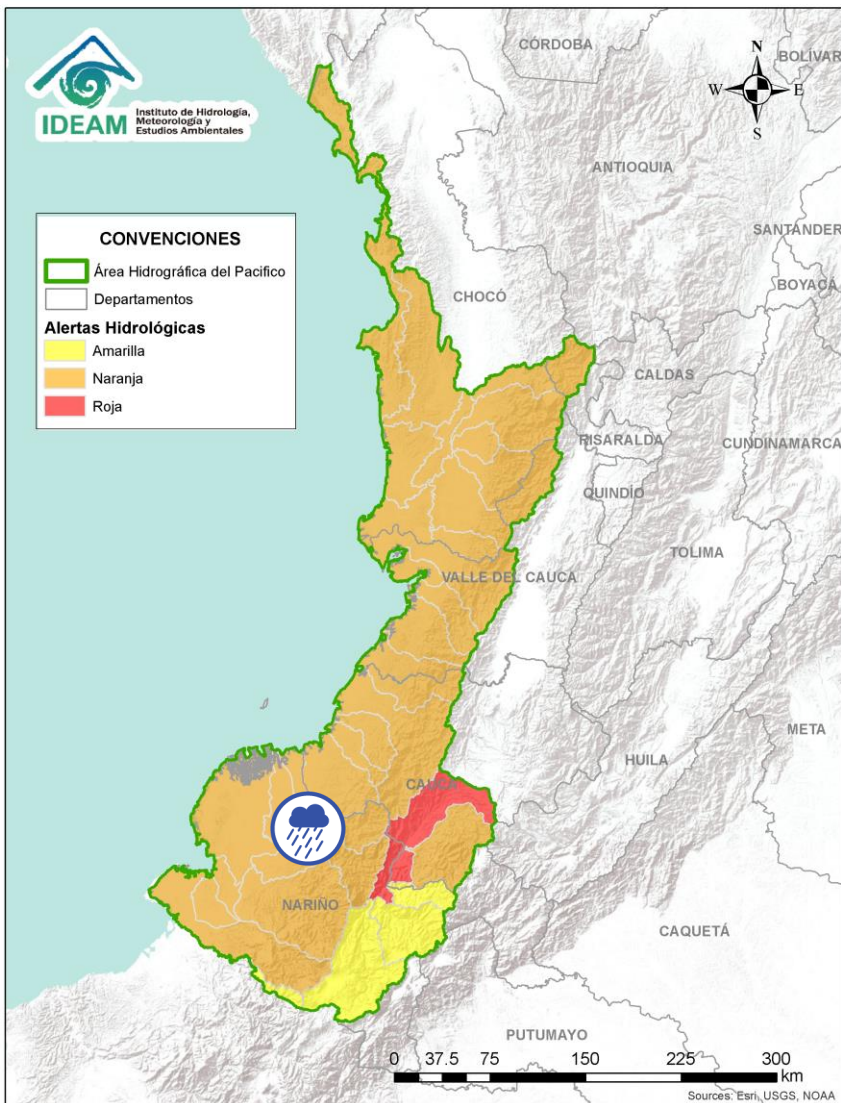 IDEAM
Instituto de Hidrología,
Meteorología y
Estudios Ambientales
CÓRDOBA
BOLÍVAR
N
W
E
S
ANTIOQUIA
SANTANDER
BOYACÁ
CONVENCIONES
Área Hidrográfica del Pacifico
Departamentos
Alertas Hidrológicas
Amarilla
Naranja
Roja
CHOCÓ
CALDAS
RISARALDA
CUNDINAMARCA
QUINDÍO
TOLIMA
VALLE DEL CAUCA
META
HUILA
CAUCA
NARIÑO
CAQUETÁ
PUTUMAYO
0 37.5 75 150 225 300
km
Sources: Esri, USGS, NOAA